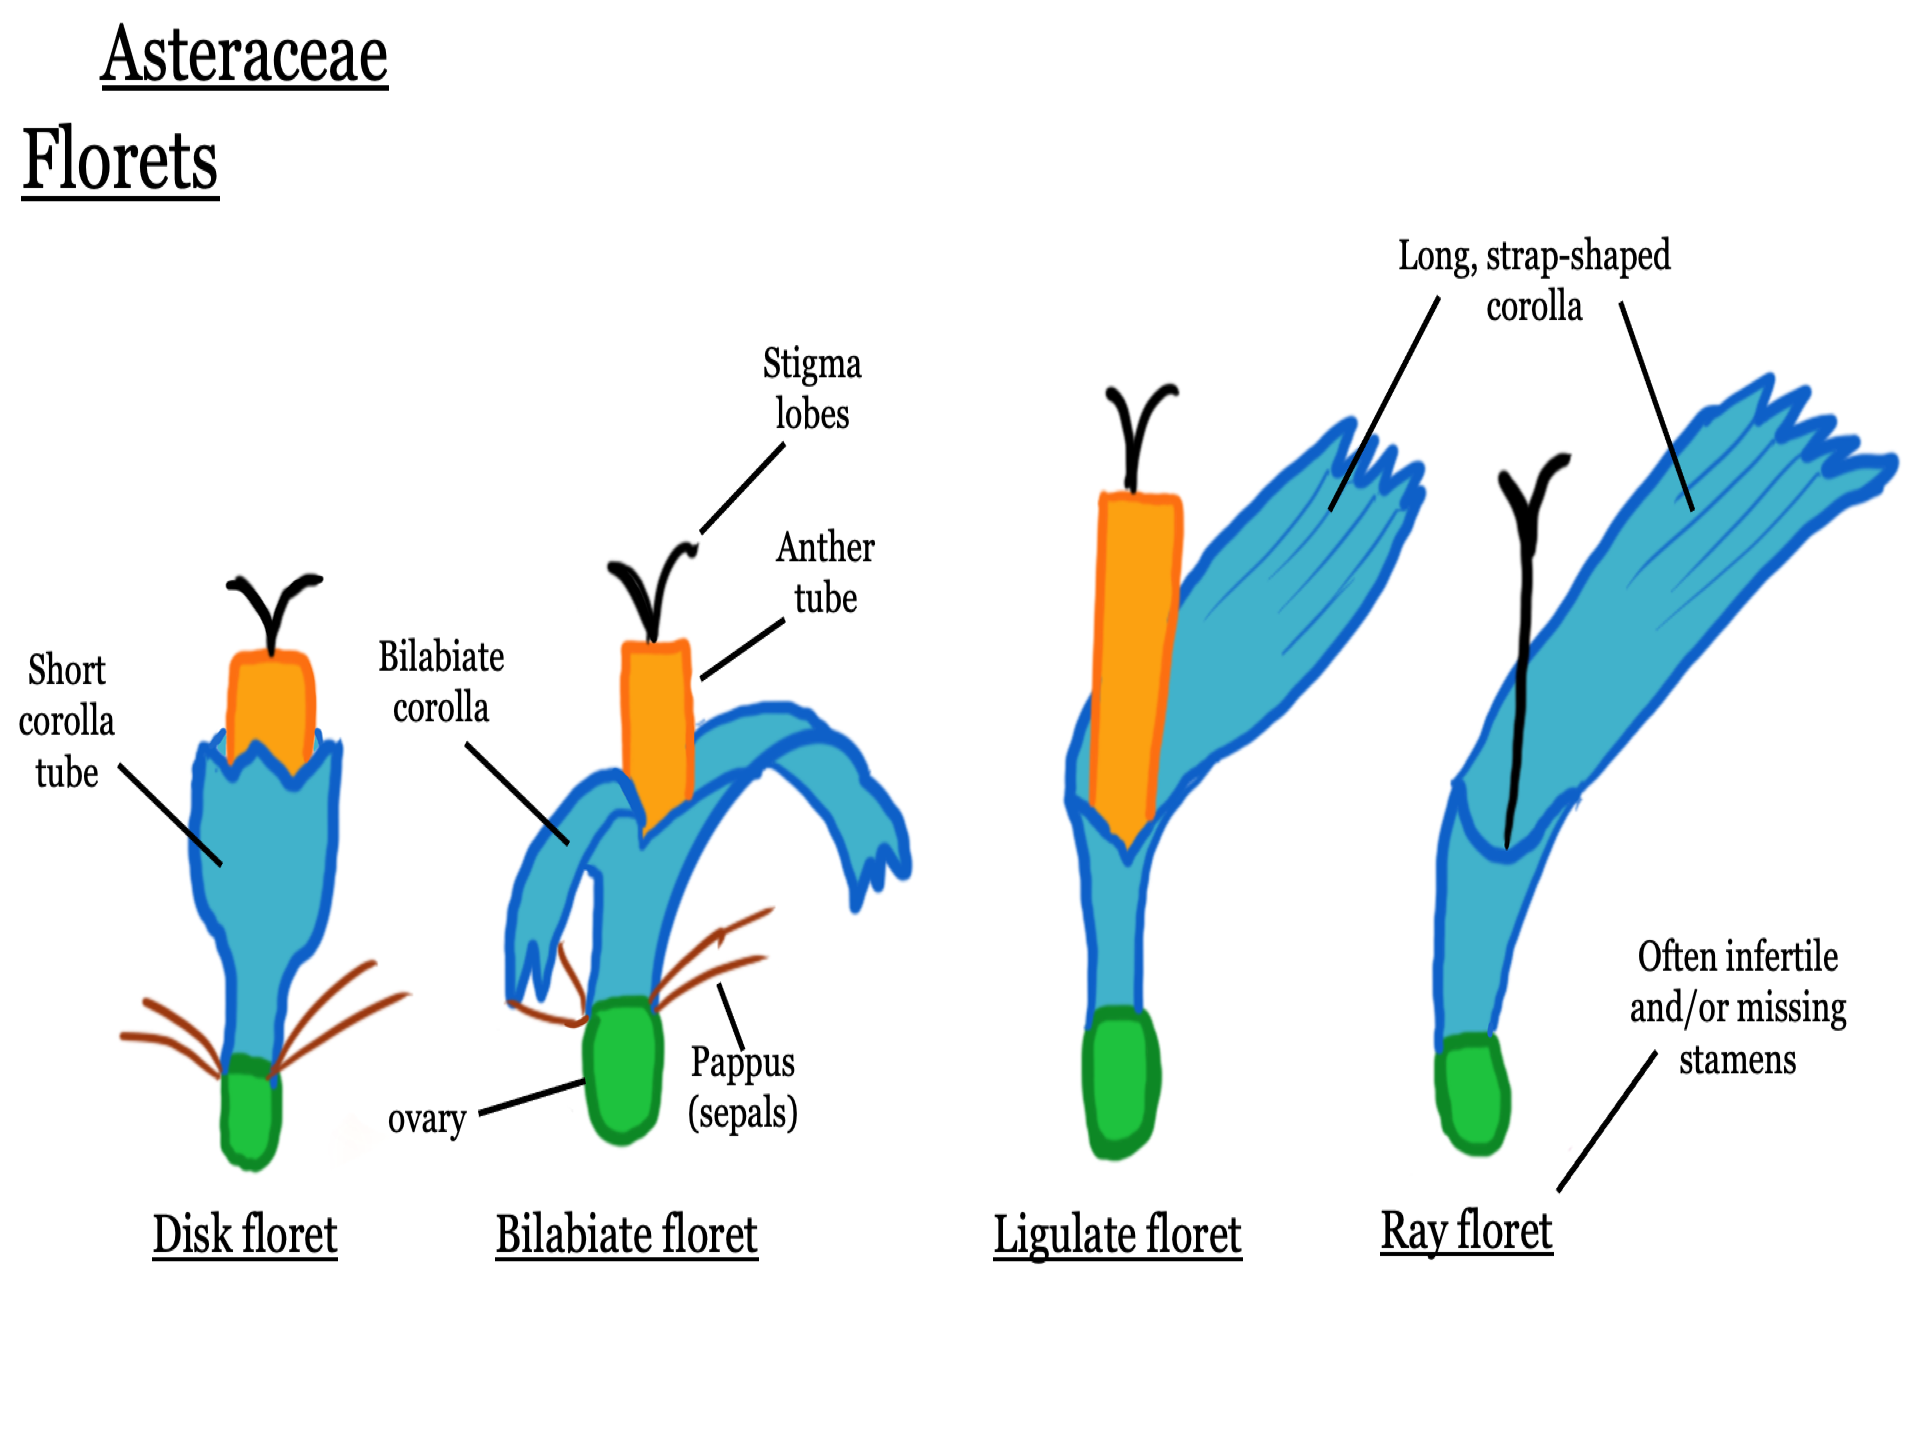 Asteraceae
Florets
Long, strap-shaped
corolla
Stigma
lobes
Anther
tube
Bilabiate
corolla
Short
corolla
tube
Often infertile
and/or missing
stamens
Pappus
(sepals)
ovary
Disk floret
Bilabiate floret
Ligulate floret
Ray floret